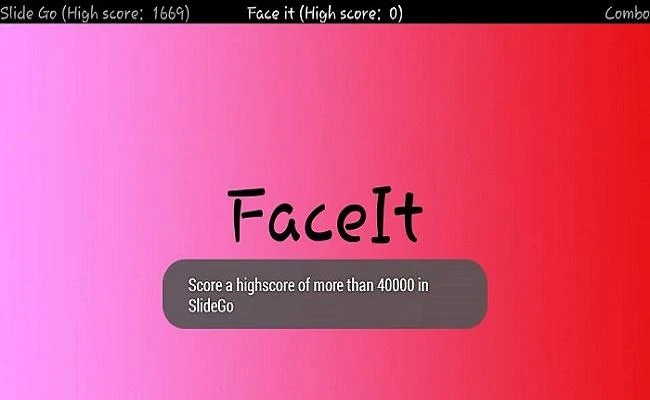 Slide Go (High score: 1669) Face it (High score: 0) Combo
FaceIt
Score a highscore of more than 40000 in
SlideGo